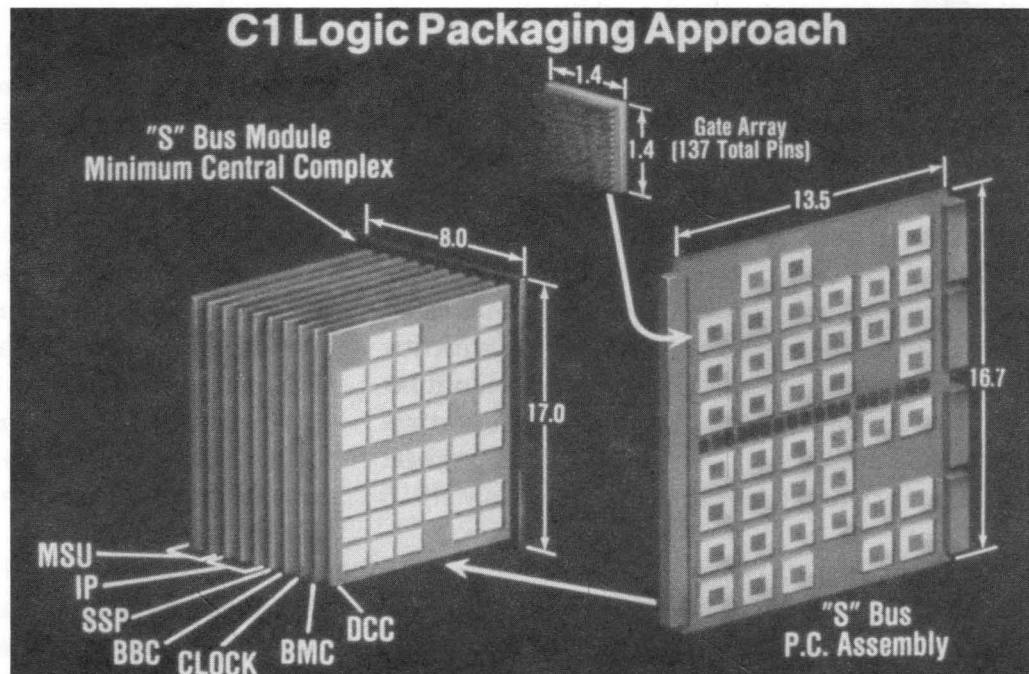 C1 Logic Packaging Approach
1.4
1.4
Gate Array
(137 Total Pins)
"S" Bus Module
Minimum Central Complex
8.0
13.5
17.0
16.7
MSU
IP
SSP
BBC
CLOCK
BMC
DCC
"S" Bus
P.C. Assembly